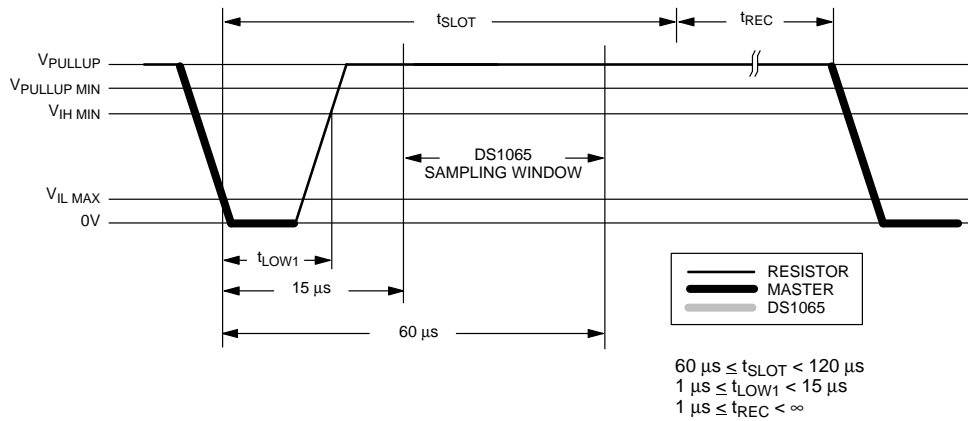 tSLOT
tREC
VPULLUP
VPULLUP MIN
VIH MIN
DS1065
SAMPLING WINDOW
VIL MAX
0V
tLOW1
15 μs
60 μs
RESISTOR
MASTER
DS1065
60 μs ≤ tSLOT < 120 μs
1 μs ≤ tLOW1 < 15 μs
1 μs ≤ tREC < ∞